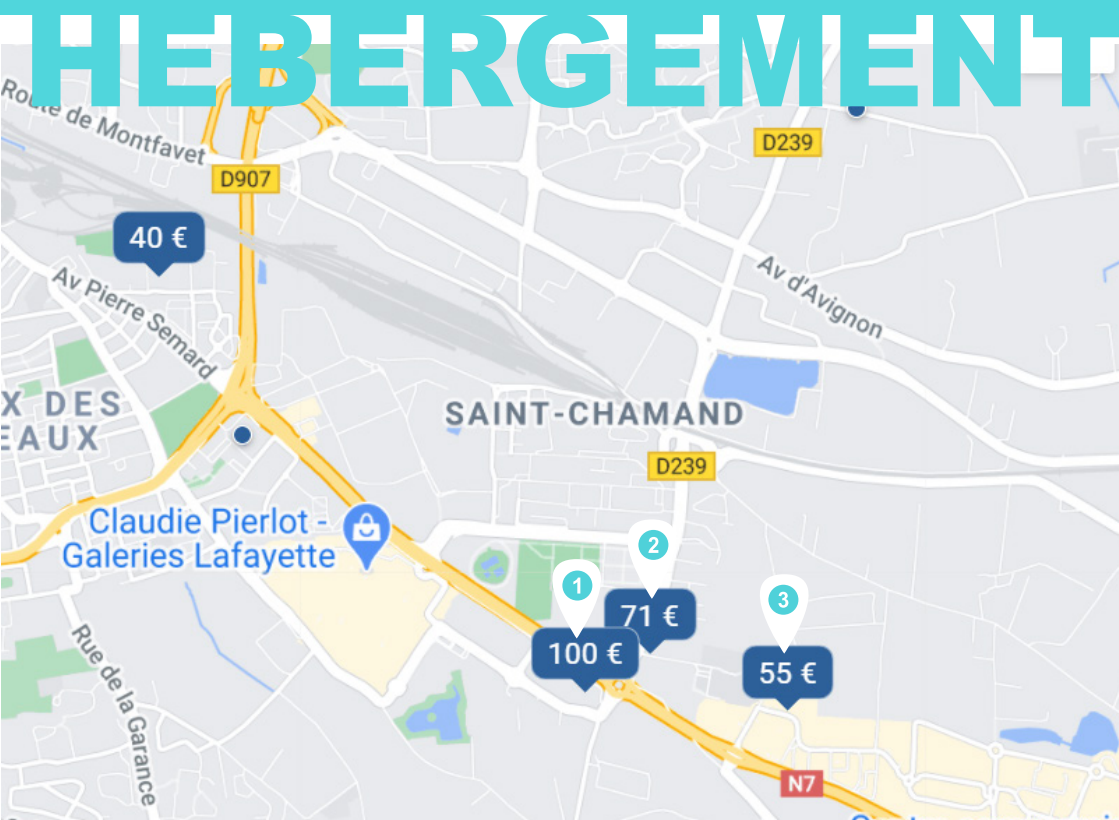 HEBERGEMENT
Route de Montfavet
D239
D907
40 €
Av Pierre Semard
Av d'Avignon
X DES
EAUX
SAINT-CHAMAND
D239
Claudie Pierlot -
Galeries Lafayette
2
1
3
71 €
100 €
55 €
Rue de la Garance
N7